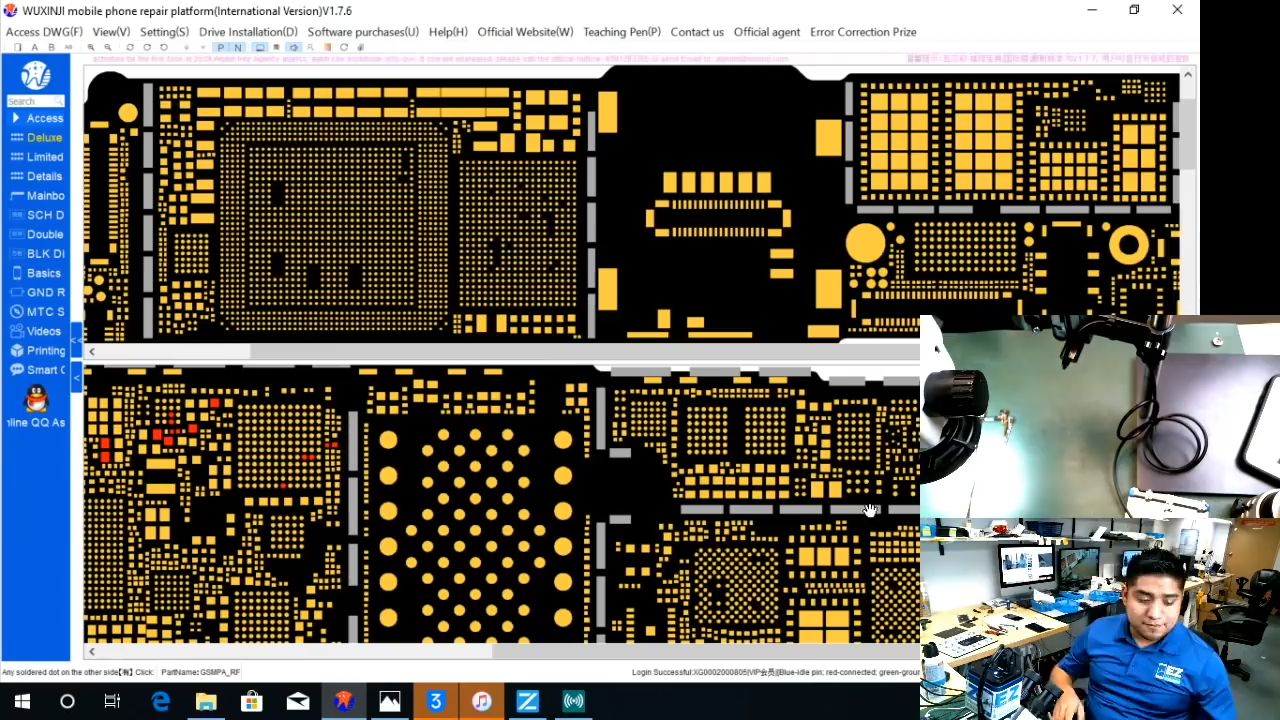 WUXINJI mobile phone repair platform(International Version)V1.7.6
Access DWG(F) View(V) Setting(S) Drive Installation(D) Software purchases(U) Help(H) Official Website(W) Teaching Pen(P) Contact us Official agent Error Correction Prize
Search
Access
Deluxe
Limited
Details
Mainbo
SCH D
Double
BLK Di
Basics
GND R
MTC S
Videos
Printing
Smart C
nline QQ As
Any soldered dot on the other side【有】Click: PartName: GSMPA_RF Login Successful:XG0002000805|VIP会员|Blue-idle pin; red-connected; green-groun
EZ